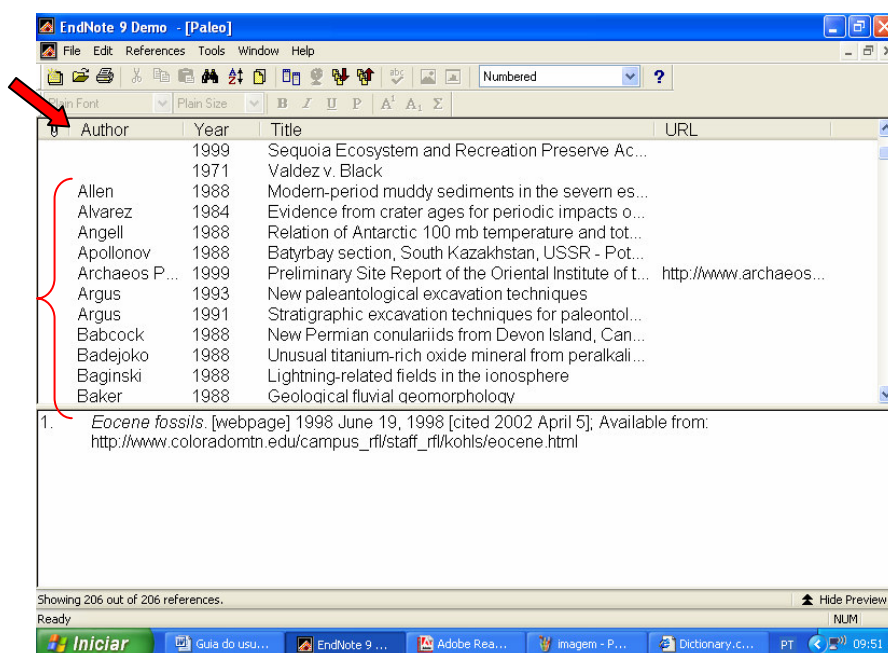 EndNote 9 Demo - [Paleo]
File Edit References Tools Window Help
Numbered ?
Plain Font Plain Size B I U P A¹ A₁ Σ
Author Year Title URL
1999 Sequoia Ecosystem and Recreation Preserve Ac...
1971 Valdez v. Black
Allen 1988 Modern-period muddy sediments in the severn es...
Alvarez 1984 Evidence from crater ages for periodic impacts o...
Angell 1988 Relation of Antarctic 100 mb temperature and tot...
Apollonov 1988 Batyrbay section, South Kazakhstan, USSR - Pot...
Archaeos P... 1999 Preliminary Site Report of the Oriental Institute of t... http://www.archaeos...
Argus 1993 New paleantological excavation techniques
Argus 1991 Stratigraphic excavation techniques for paleontol...
Babcock 1988 New Permian conulariids from Devon Island, Can...
Badejoko 1988 Unusual titanium-rich oxide mineral from peralkali...
Baginski 1988 Lightning-related fields in the ionosphere
Baker 1988 Geological fluvial geomorphology
1. Eocene fossils. [webpage] 1998 June 19, 1998 [cited 2002 April 5]; Available from:
http://www.coloradomtn.edu/campus_rfl/staff_rfl/kohls/eocene.html
Showing 206 out of 206 references. Hide Preview
Ready NUM
Iniciar Guia do usu... EndNote 9 ... Adobe Rea... imagem - P... Dictionary.c... PT 09:51